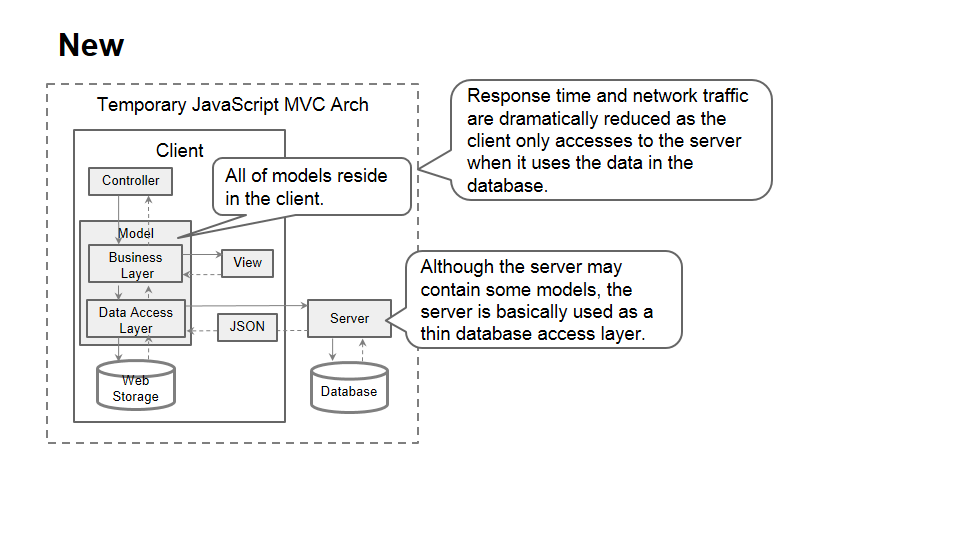 New
Temporary JavaScript MVC Arch
Client
Controller
All of models reside
in the client.
Model
Business
Layer
View
Data Access
Layer
JSON
Server
Web
Storage
Database
Response time and network traffic
are dramatically reduced as the
client only accesses to the server
when it uses the data in the
database.
Although the server may
contain some models, the
server is basically used as a
thin database access layer.